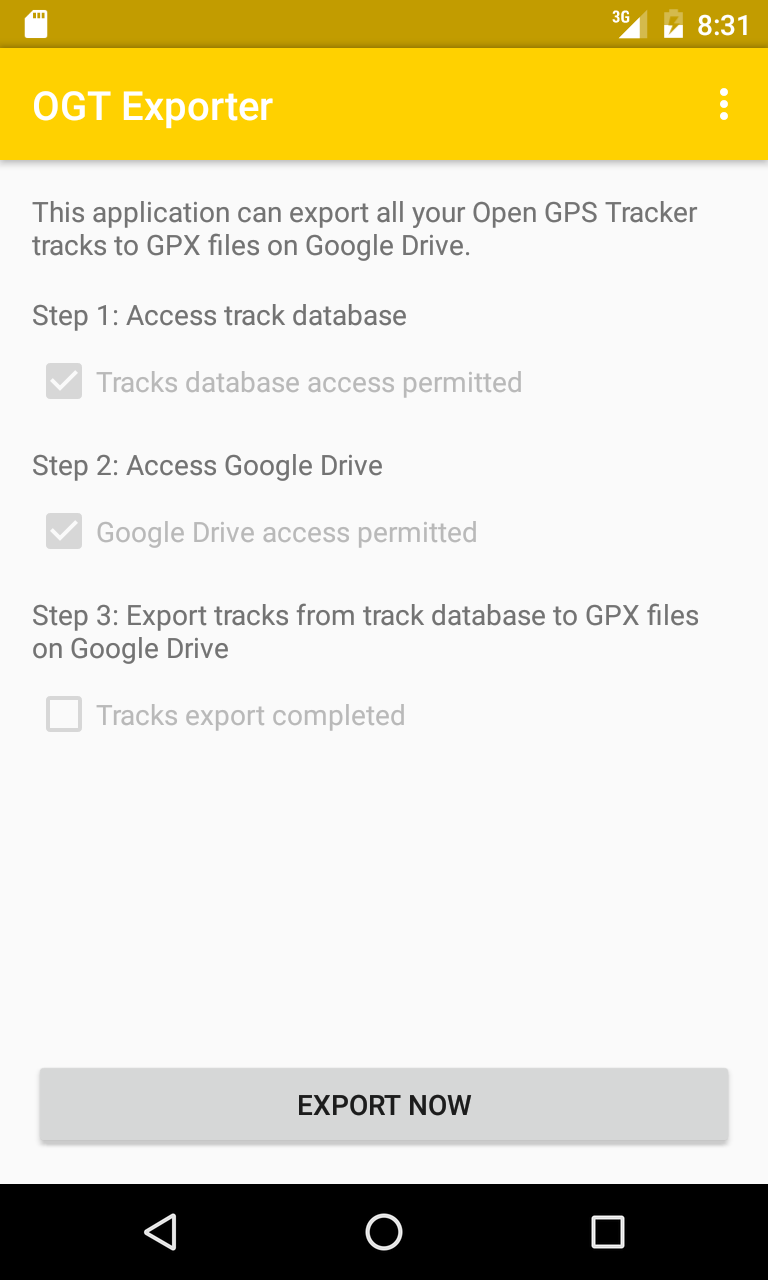 3G 8:31
OGT Exporter
This application can export all your Open GPS Tracker
tracks to GPX files on Google Drive.
Step 1: Access track database
Tracks database access permitted
Step 2: Access Google Drive
Google Drive access permitted
Step 3: Export tracks from track database to GPX files
on Google Drive
Tracks export completed
EXPORT NOW